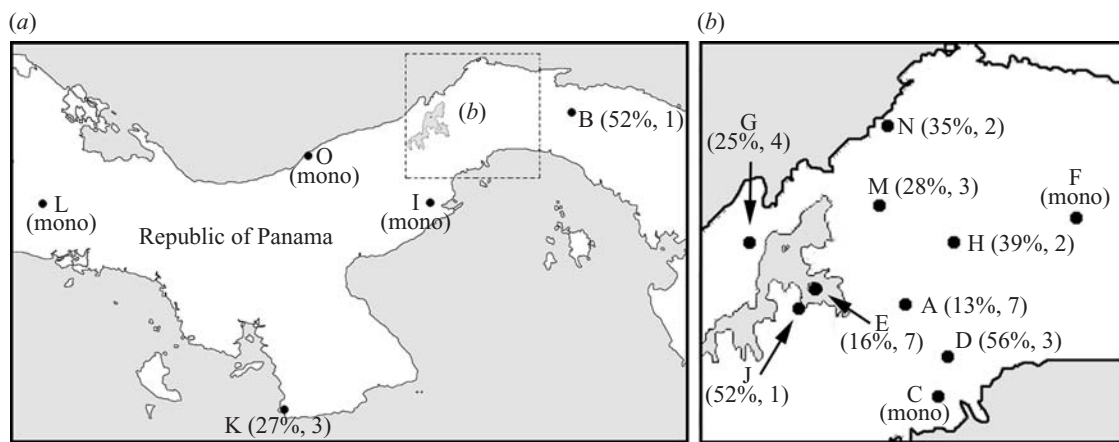 (a)
(b)
B (52%, 1)
O
(mono)
L
(mono)
I
(mono)
Republic of Panama
K (27%, 3)
(b)
G
(25%, 4)
N (35%, 2)
M (28%, 3)
F
(mono)
H (39%, 2)
A (13%, 7)
E
(16%, 7)
D (56%, 3)
J
(52%, 1)
C
(mono)